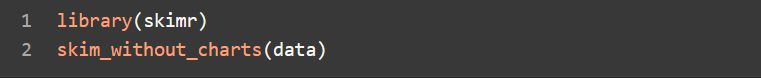 1 library(skimr)
2 skim_without_charts(data)